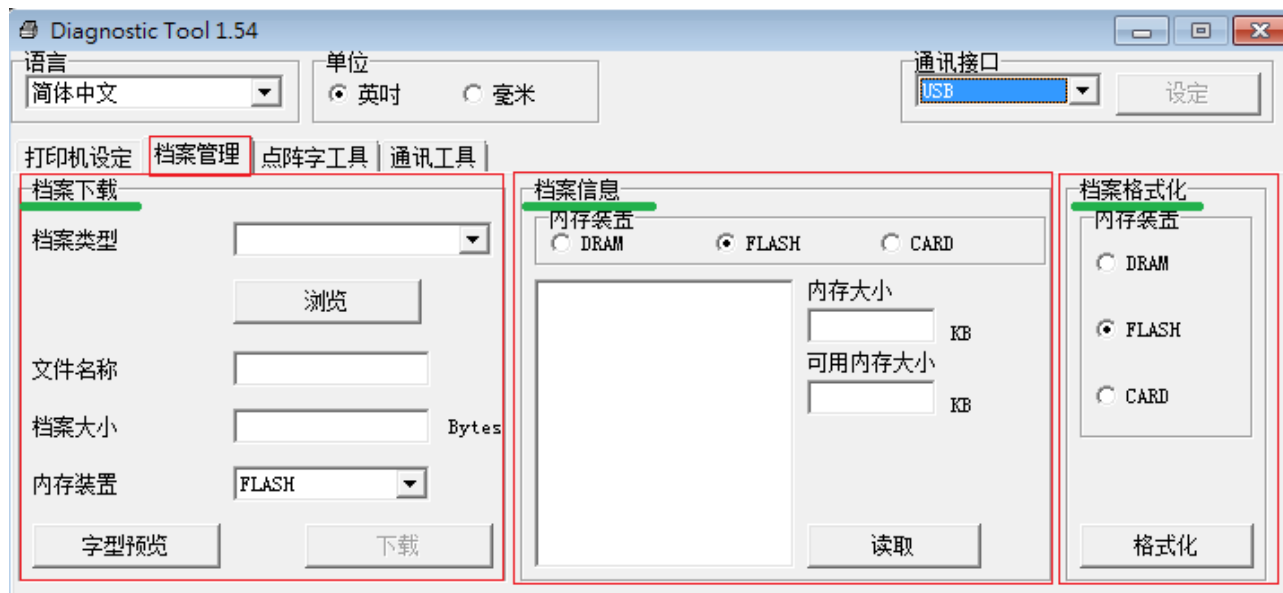 Diagnostic Tool 1.54
语言
单位
通讯接口
简体中文
英吋
毫米
USB
设定
打印机设定
档案管理
点阵字工具
通讯工具
档案下载
档案类型
浏览
文件名称
档案大小
Bytes
内存装置
FLASH
字型预览
下载
档案信息
内存装置
DRAM
FLASH
CARD
内存大小
KB
可用内存大小
KB
读取
档案格式化
内存装置
DRAM
FLASH
CARD
格式化